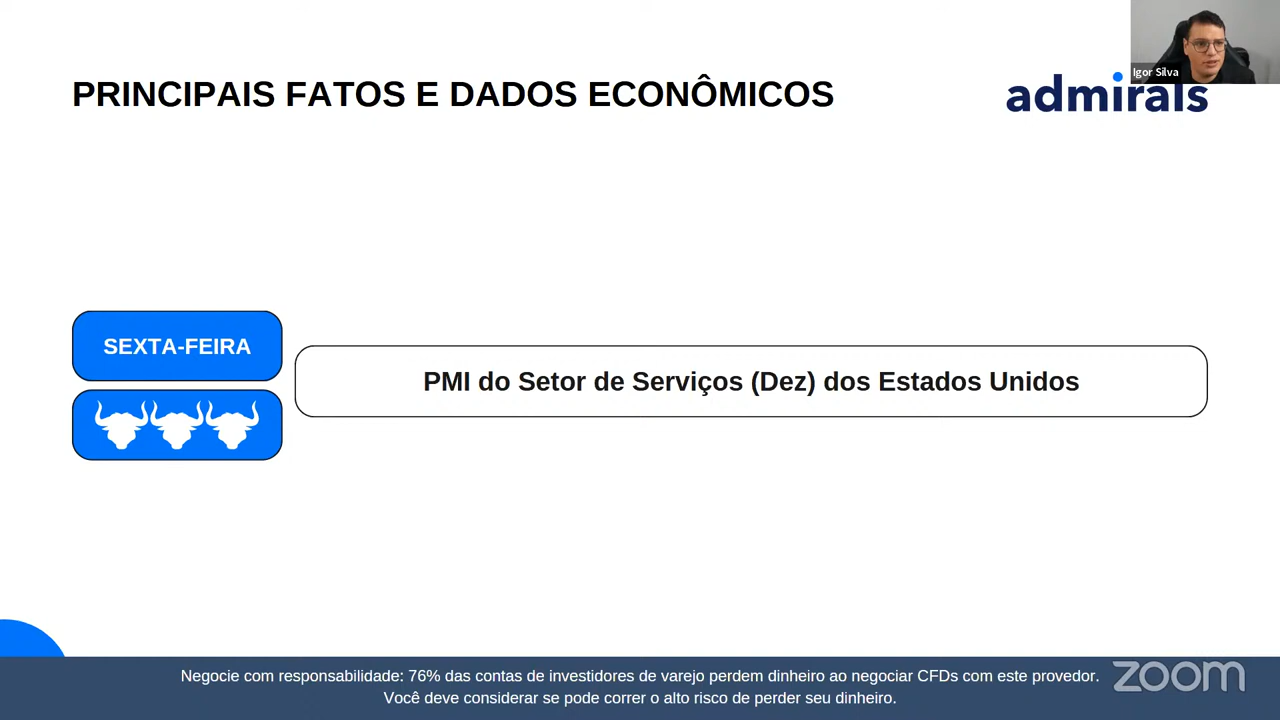 Igor Silva
PRINCIPAIS FATOS E DADOS ECONÔMICOS
admirals
SEXTA-FEIRA
PMI do Setor de Serviços (Dez) dos Estados Unidos
Negocie com responsabilidade: 76% das contas de investidores de varejo perdem dinheiro ao negociar CFDs com este provedor.
Você deve considerar se pode correr o alto risco de perder seu dinheiro.
zoom